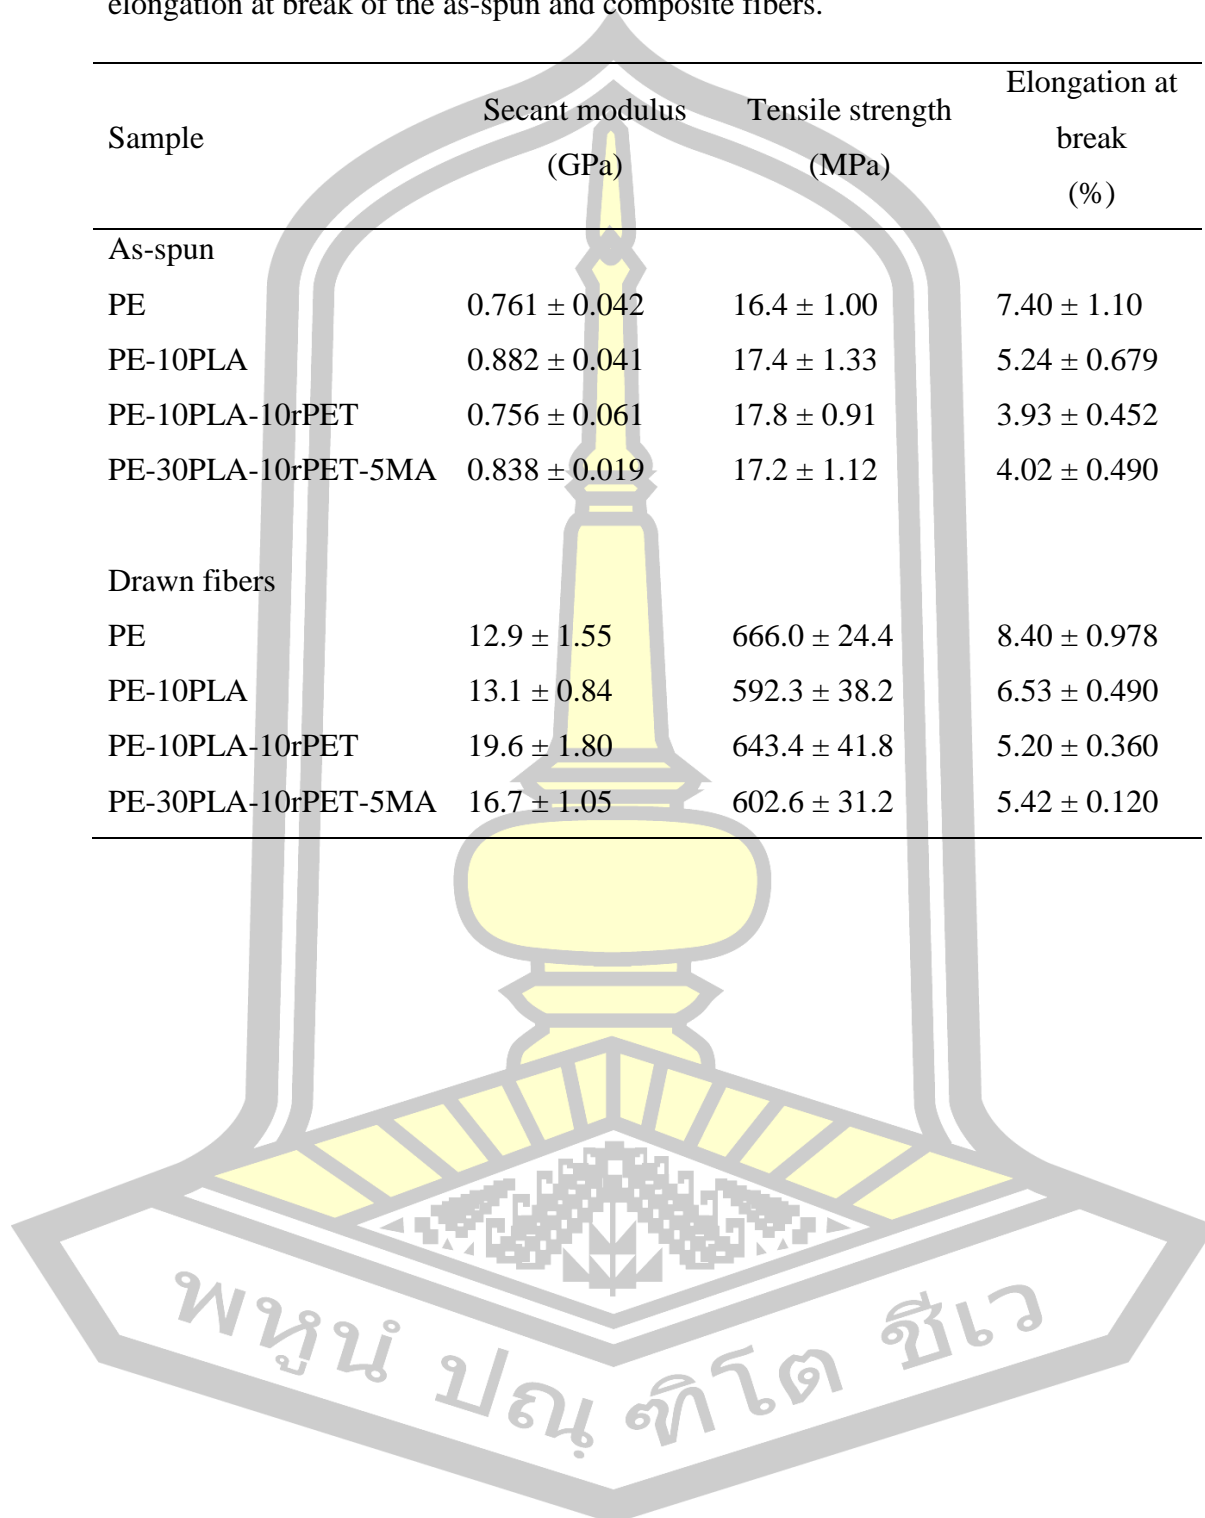 elongation at break of the as-spun and composite fibers.
Sample Secant modulus (GPa) Tensile strength (MPa) Elongation at break (%)
As-spun
PE 0.761 ± 0.042 16.4 ± 1.00 7.40 ± 1.10
PE-10PLA 0.882 ± 0.041 17.4 ± 1.33 5.24 ± 0.679
PE-10PLA-10rPET 0.756 ± 0.061 17.8 ± 0.91 3.93 ± 0.452
PE-30PLA-10rPET-5MA 0.838 ± 0.019 17.2 ± 1.12 4.02 ± 0.490
Drawn fibers
PE 12.9 ± 1.55 666.0 ± 24.4 8.40 ± 0.978
PE-10PLA 13.1 ± 0.84 592.3 ± 38.2 6.53 ± 0.490
PE-10PLA-10rPET 19.6 ± 1.80 643.4 ± 41.8 5.20 ± 0.360
PE-30PLA-10rPET-5MA 16.7 ± 1.05 602.6 ± 31.2 5.42 ± 0.120
พหูนํ ปณฺฑิโต ชีเว